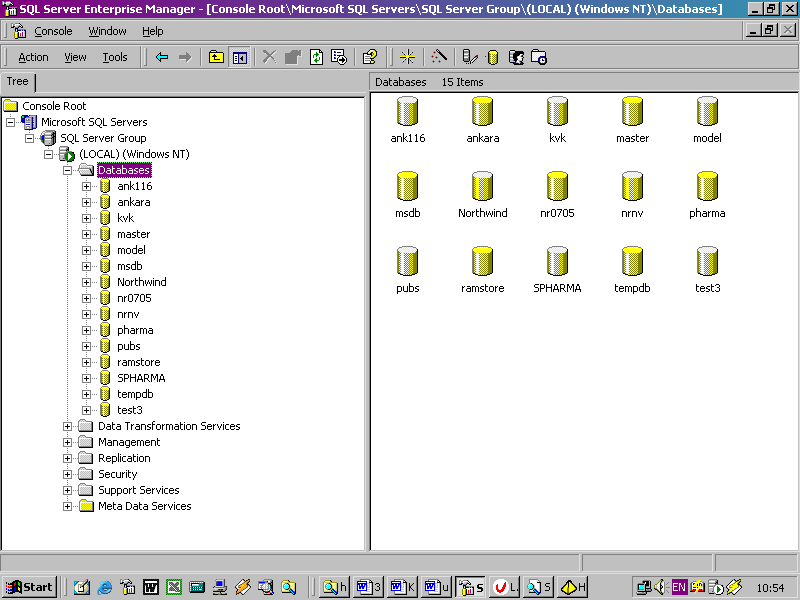 SQL Server Enterprise Manager - [Console Root\Microsoft SQL Servers\SQL Server Group\(LOCAL) (Windows NT)\Databases]
Console Window Help
Action View Tools
Tree
Databases 15 Items
Console Root
Microsoft SQL Servers
SQL Server Group
(LOCAL) (Windows NT)
Databases
ank116
ankara
kvk
master
model
msdb
Northwind
nr0705
nrnv
pharma
pubs
ramstore
SPHARMA
tempdb
test3
Data Transformation Services
Management
Replication
Security
Support Services
Meta Data Services
ank116 ankara kvk master model
msdb Northwind nr0705 nrnv pharma
pubs ramstore SPHARMA tempdb test3
Start h 3 K u S L. S H EN 10:54